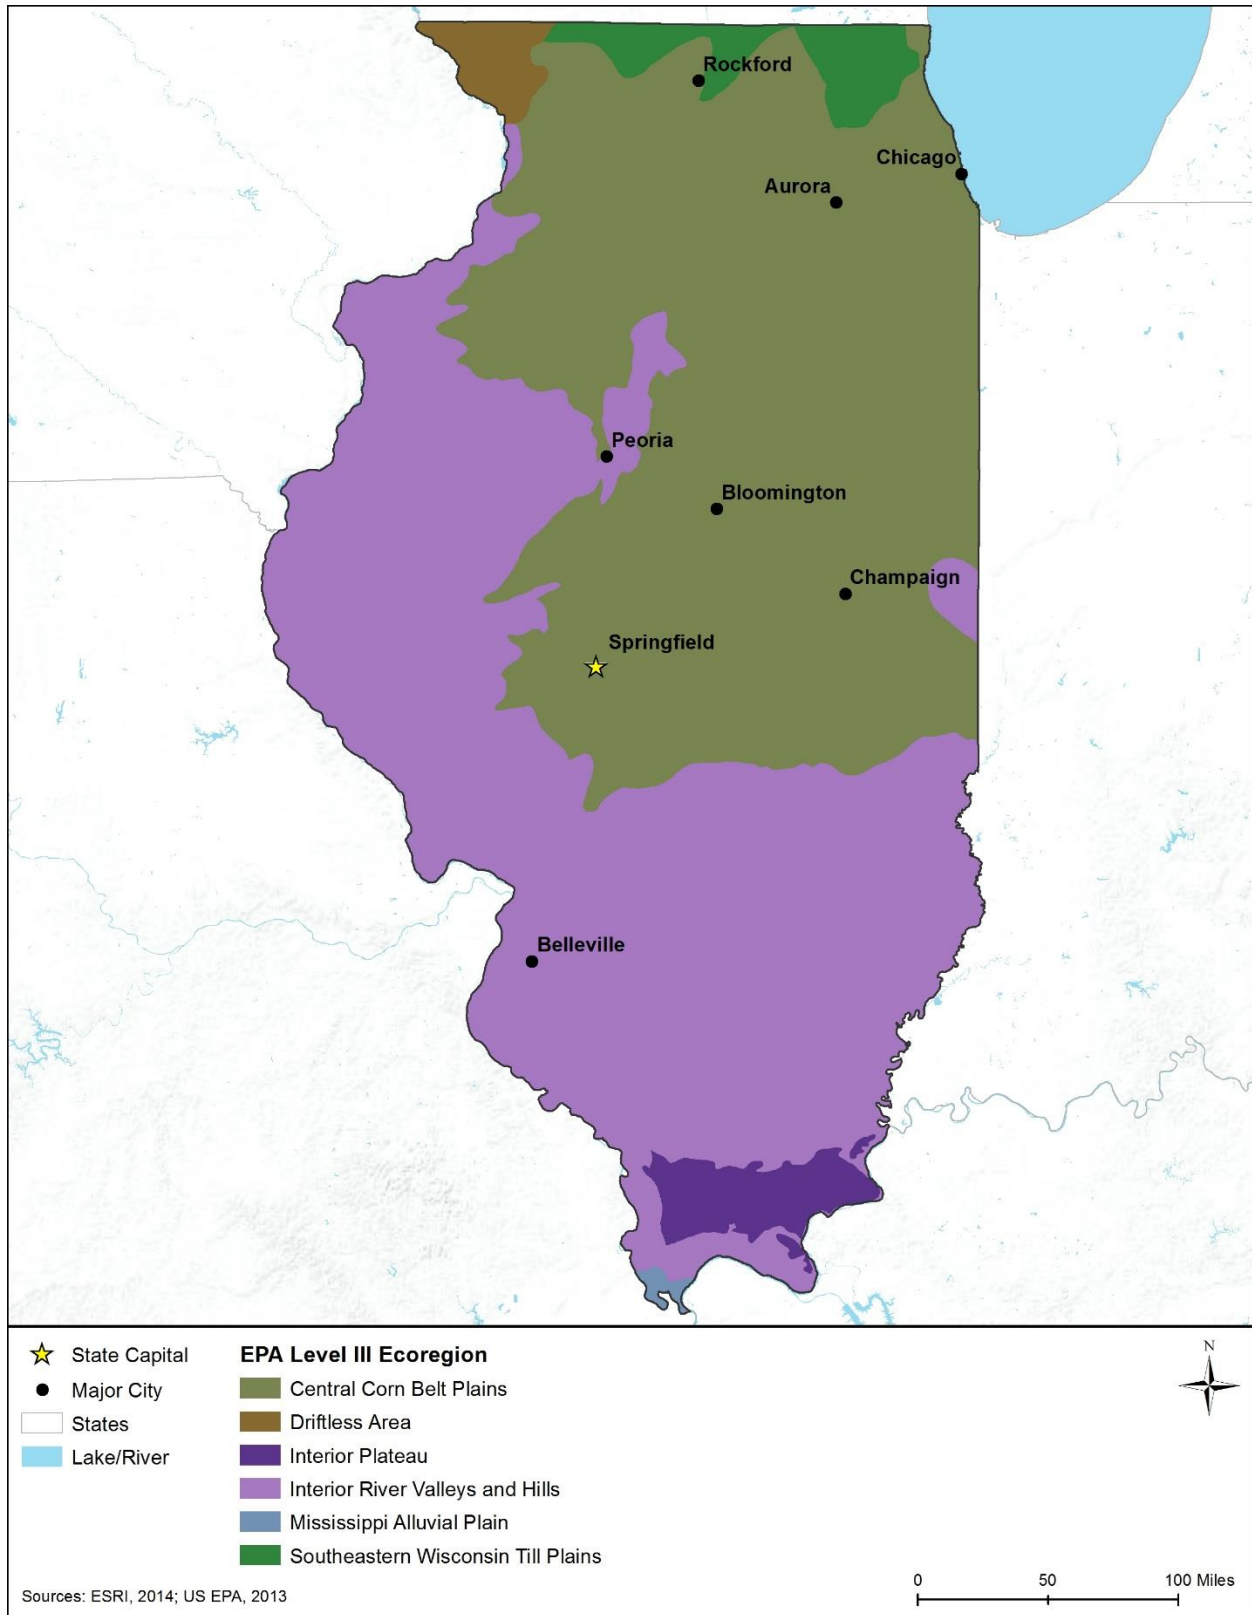 Rockford
Chicago
Aurora
Peoria
Bloomington
Champaign
Springfield
Belleville
State Capital
Major City
States
Lake/River
EPA Level III Ecoregion
Central Corn Belt Plains
Driftless Area
Interior Plateau
Interior River Valleys and Hills
Mississippi Alluvial Plain
Southeastern Wisconsin Till Plains
N
0 50 100 Miles
Sources: ESRI, 2014; US EPA, 2013